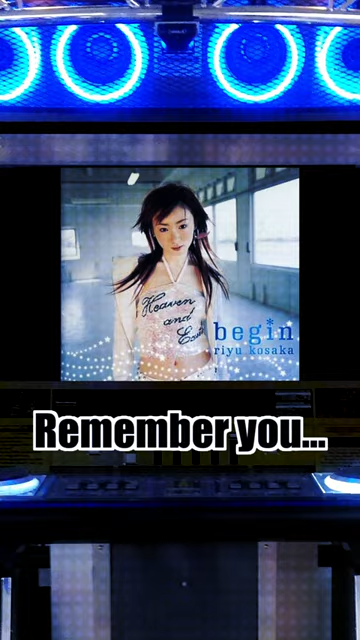 Heaven
and
Earth
begin
riyu kosaka
Remember you...